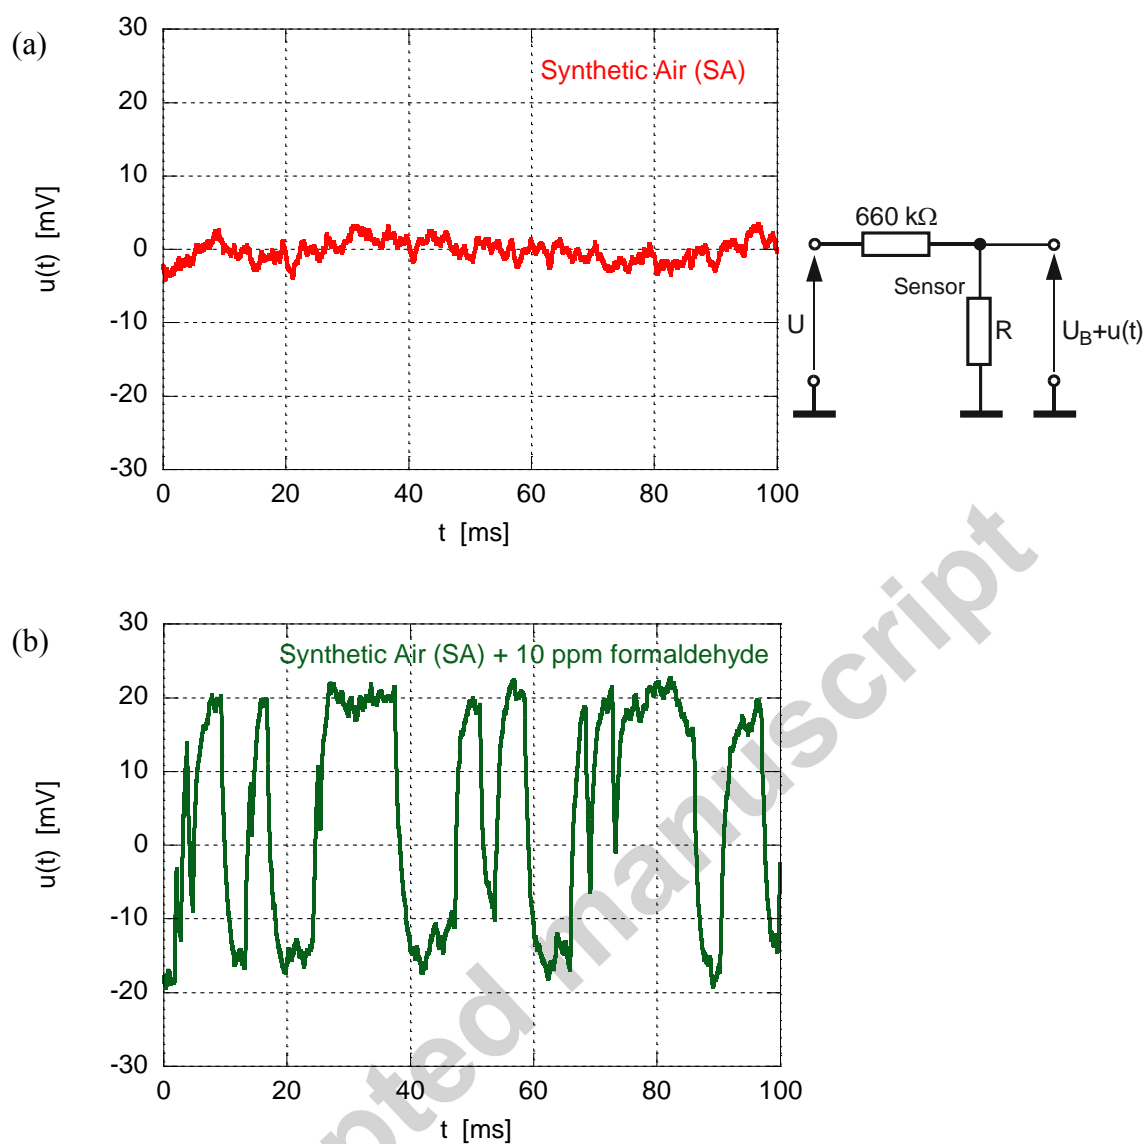 (a)
30
20
10
0
-10
-20
-30
u(t) [mV]
Synthetic Air (SA)
0 20 40 60 80 100
t [ms]
660 kΩ
Sensor
U
R
U_B+u(t)
(b)
30
20
10
0
-10
-20
-30
u(t) [mV]
Synthetic Air (SA) + 10 ppm formaldehyde
0 20 40 60 80 100
t [ms]
pted manuscript